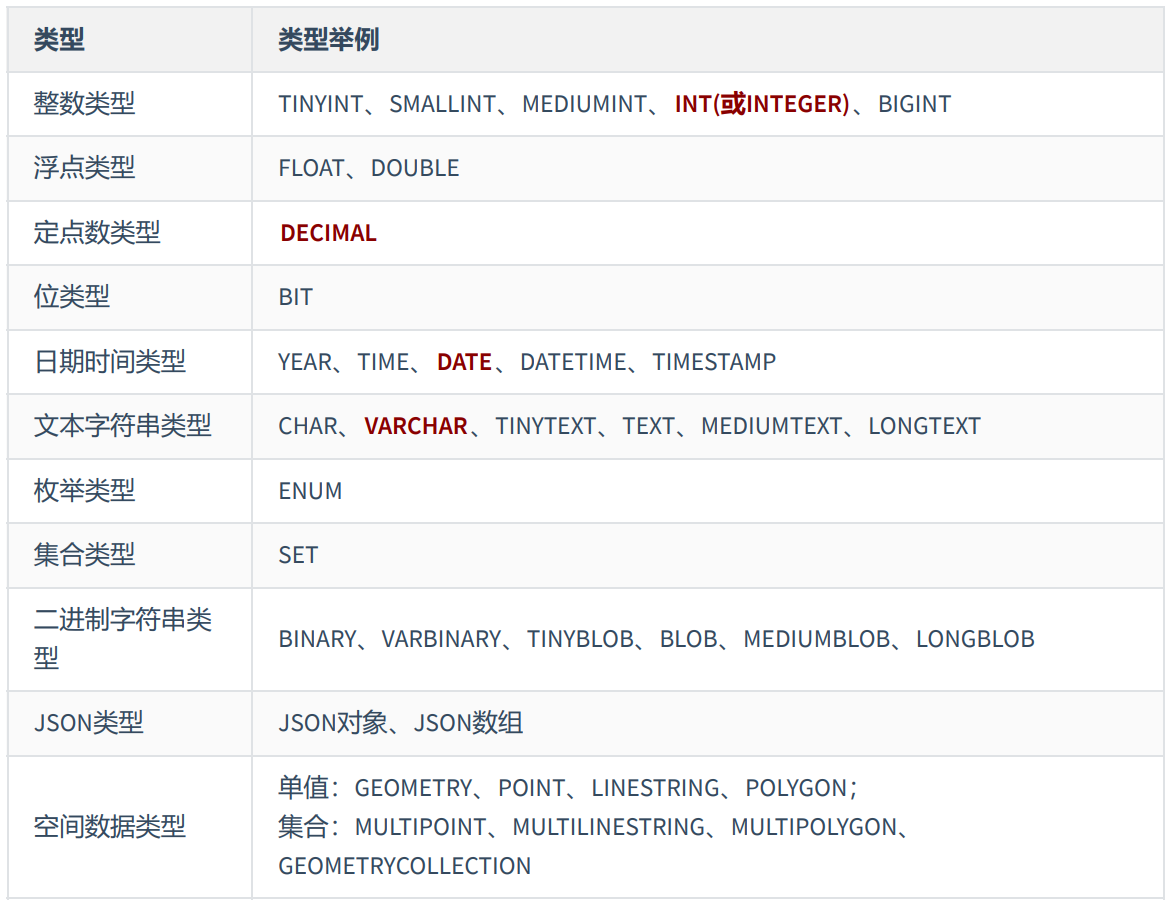 类型 类型举例
整数类型 TINYINT、SMALLINT、MEDIUMINT、INT(或INTEGER)、BIGINT
浮点类型 FLOAT、DOUBLE
定点数类型 DECIMAL
位类型 BIT
日期时间类型 YEAR、TIME、DATE、DATETIME、TIMESTAMP
文本字符串类型 CHAR、VARCHAR、TINYTEXT、TEXT、MEDIUMTEXT、LONGTEXT
枚举类型 ENUM
集合类型 SET
二进制字符串类
型
BINARY、VARBINARY、TINYBLOB、BLOB、MEDIUMBLOB、LONGBLOB
JSON类型 JSON对象、JSON数组
空间数据类型
单值：GEOMETRY、POINT、LINESTRING、POLYGON；
集合：MULTIPOINT、MULTILINESTRING、MULTIPOLYGON、
GEOMETRYCOLLECTION